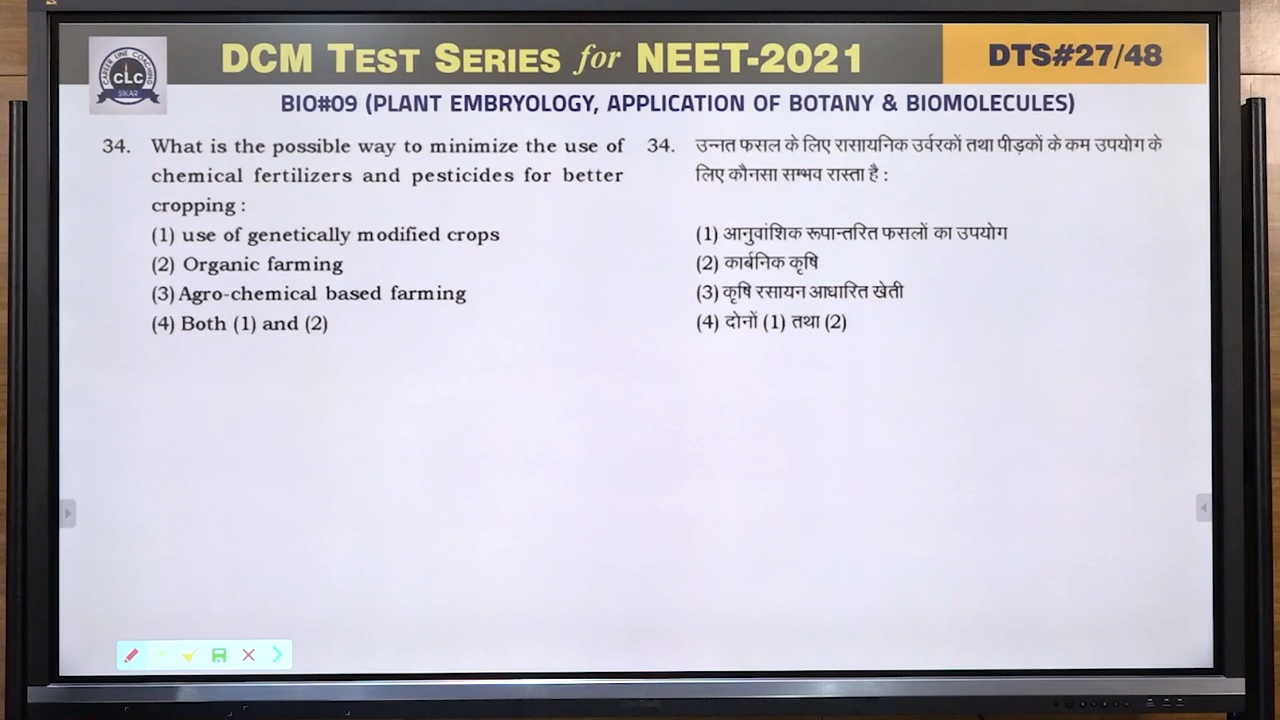 DCM TEST SERIES for NEET-2021
DTS#27/48
CLC
SIKAR
BIO#09 (PLANT EMBRYOLOGY, APPLICATION OF BOTANY & BIOMOLECULES)
34. What is the possible way to minimize the use of
chemical fertilizers and pesticides for better
cropping :
(1) use of genetically modified crops
(2) Organic farming
(3) Agro-chemical based farming
(4) Both (1) and (2)
34. उन्नत फसल के लिए रासायनिक उर्वरकों तथा पीड़कों के कम उपयोग के
लिए कौनसा सम्भव रास्ता है :
(1) आनुवांशिक रूपान्तरित फसलों का उपयोग
(2) कार्बनिक कृषि
(3) कृषि रसायन आधारित खेती
(4) दोनों (1) तथा (2)